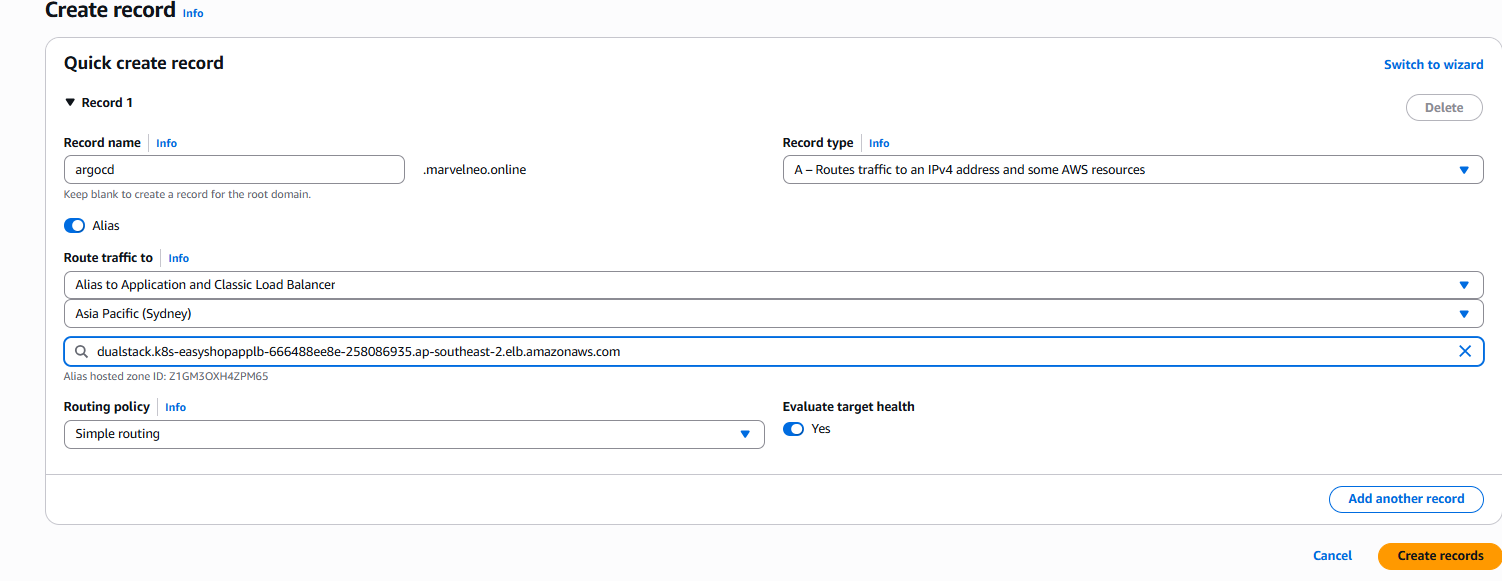 Create record Info
Quick create record
Switch to wizard
▼ Record 1
Delete
Record name Info
Record type Info
argocd
.marvelneo.online
A – Routes traffic to an IPv4 address and some AWS resources
Keep blank to create a record for the root domain.
Alias
Route traffic to Info
Alias to Application and Classic Load Balancer
Asia Pacific (Sydney)
dualstack.k8s-easyshopapplb-666488ee8e-258086935.ap-southeast-2.elb.amazonaws.com
Alias hosted zone ID: Z1GM3OXH4ZPM65
Routing policy Info
Evaluate target health
Simple routing
Yes
Add another record
Cancel
Create records